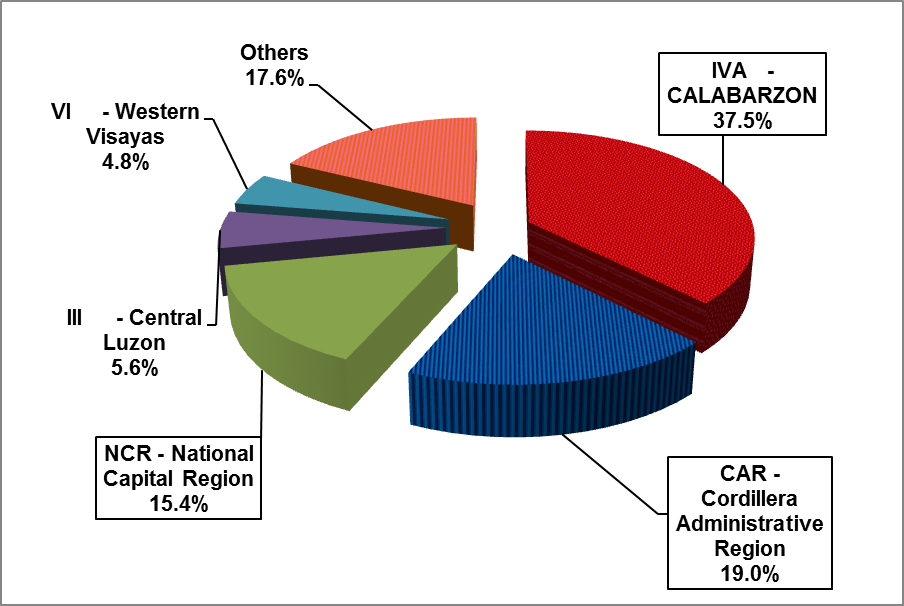 Others
17.6%
IVA - 
CALABARZON
37.5%
VI - Western
Visayas
4.8%
III - Central
Luzon
5.6%
NCR - National
Capital Region
15.4%
CAR -
Cordillera
Administrative
Region
19.0%